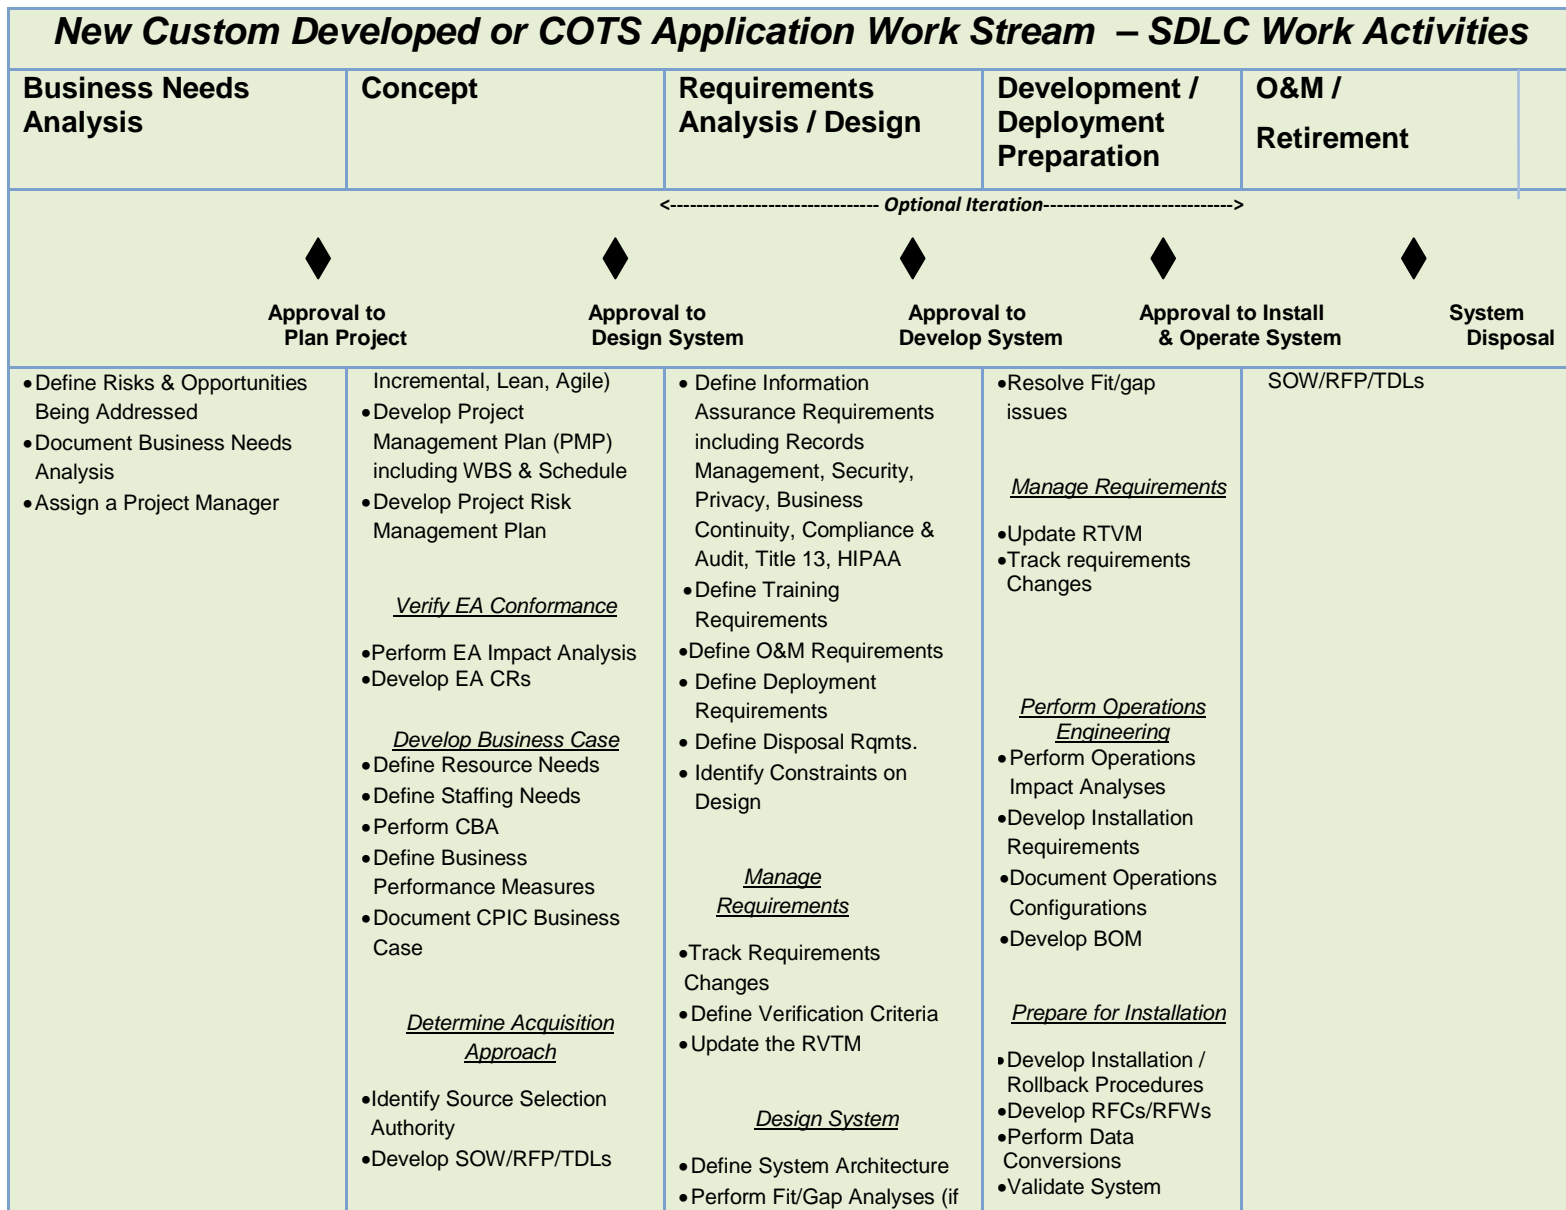 New Custom Developed or COTS Application Work Stream – SDLC Work Activities
Business Needs
Analysis
Concept
Requirements
Analysis / Design
Development /
Deployment
Preparation
O&M /
Retirement
<-------------------------------- Optional Iteration----------------------------->
Approval to
Plan Project
Approval to
Design System
Approval to
Develop System
Approval to Install
& Operate System
System
Disposal
•Define Risks & Opportunities
Being Addressed
•Document Business Needs
Analysis
•Assign a Project Manager
Incremental, Lean, Agile)
•Develop Project
Management Plan (PMP)
including WBS & Schedule
•Develop Project Risk
Management Plan
Verify EA Conformance
•Perform EA Impact Analysis
•Develop EA CRs
Develop Business Case
•Define Resource Needs
•Define Staffing Needs
•Perform CBA
•Define Business
Performance Measures
•Document CPIC Business
Case
Determine Acquisition
Approach
•Identify Source Selection
Authority
•Develop SOW/RFP/TDLs
• Define Information
Assurance Requirements
including Records
Management, Security,
Privacy, Business
Continuity, Compliance &
Audit, Title 13, HIPAA
•Define Training
Requirements
•Define O&M Requirements
• Define Deployment
Requirements
• Define Disposal Rqmts.
• Identify Constraints on
Design
Manage
Requirements
•Track Requirements
Changes
• Define Verification Criteria
• Update the RVTM
Design System
• Define System Architecture
• Perform Fit/Gap Analyses (if
•Resolve Fit/gap
issues
Manage Requirements
•Update RTVM
•Track requirements
Changes
Perform Operations
Engineering
• Perform Operations
Impact Analyses
•Develop Installation
Requirements
•Document Operations
Configurations
•Develop BOM
Prepare for Installation
•Develop Installation /
Rollback Procedures
•Develop RFCs/RFWs
•Perform Data
Conversions
•Validate System
SOW/RFP/TDLs